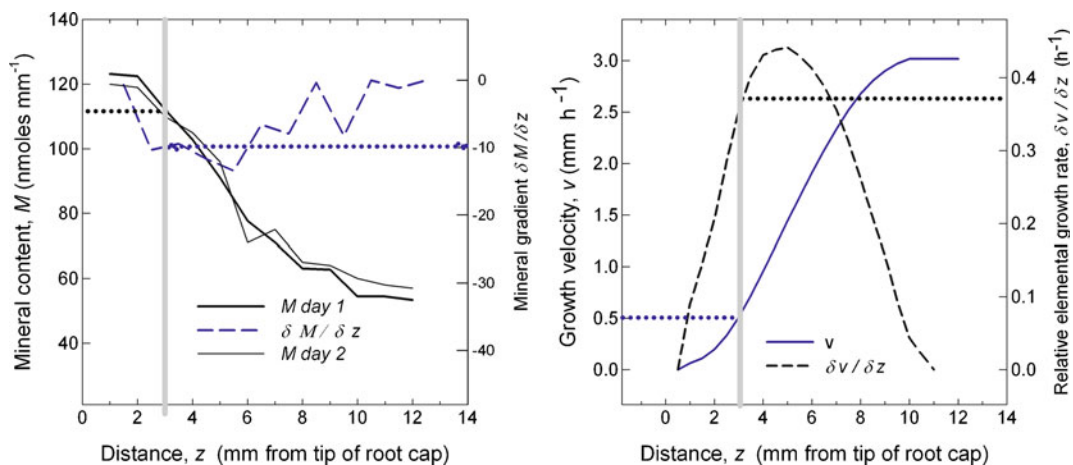 140
120
100
80
60
40
Mineral content, M (nmoles mm⁻¹)
0
-10
-20
-30
-40
Mineral gradient δM/δz
M day 1
δ M/ δ z
M day 2
0 2 4 6 8 10 12 14
Distance, z (mm from tip of root cap)
3.0
2.5
2.0
1.5
1.0
0.5
0.0
Growth velocity, v (mm h⁻¹)
0.4
0.3
0.2
0.1
0.0
Relative elemental growth rate, δv/δz (h⁻¹)
v
δv/δz
0 2 4 6 8 10 12 14
Distance, z (mm from tip of root cap)